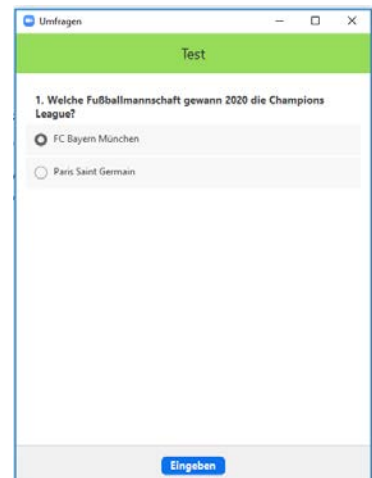 Umfragen
Test
1. Welche Fußballmannschaft gewann 2020 die Champions
League?
FC Bayern München
Paris Saint Germain
Eingeben